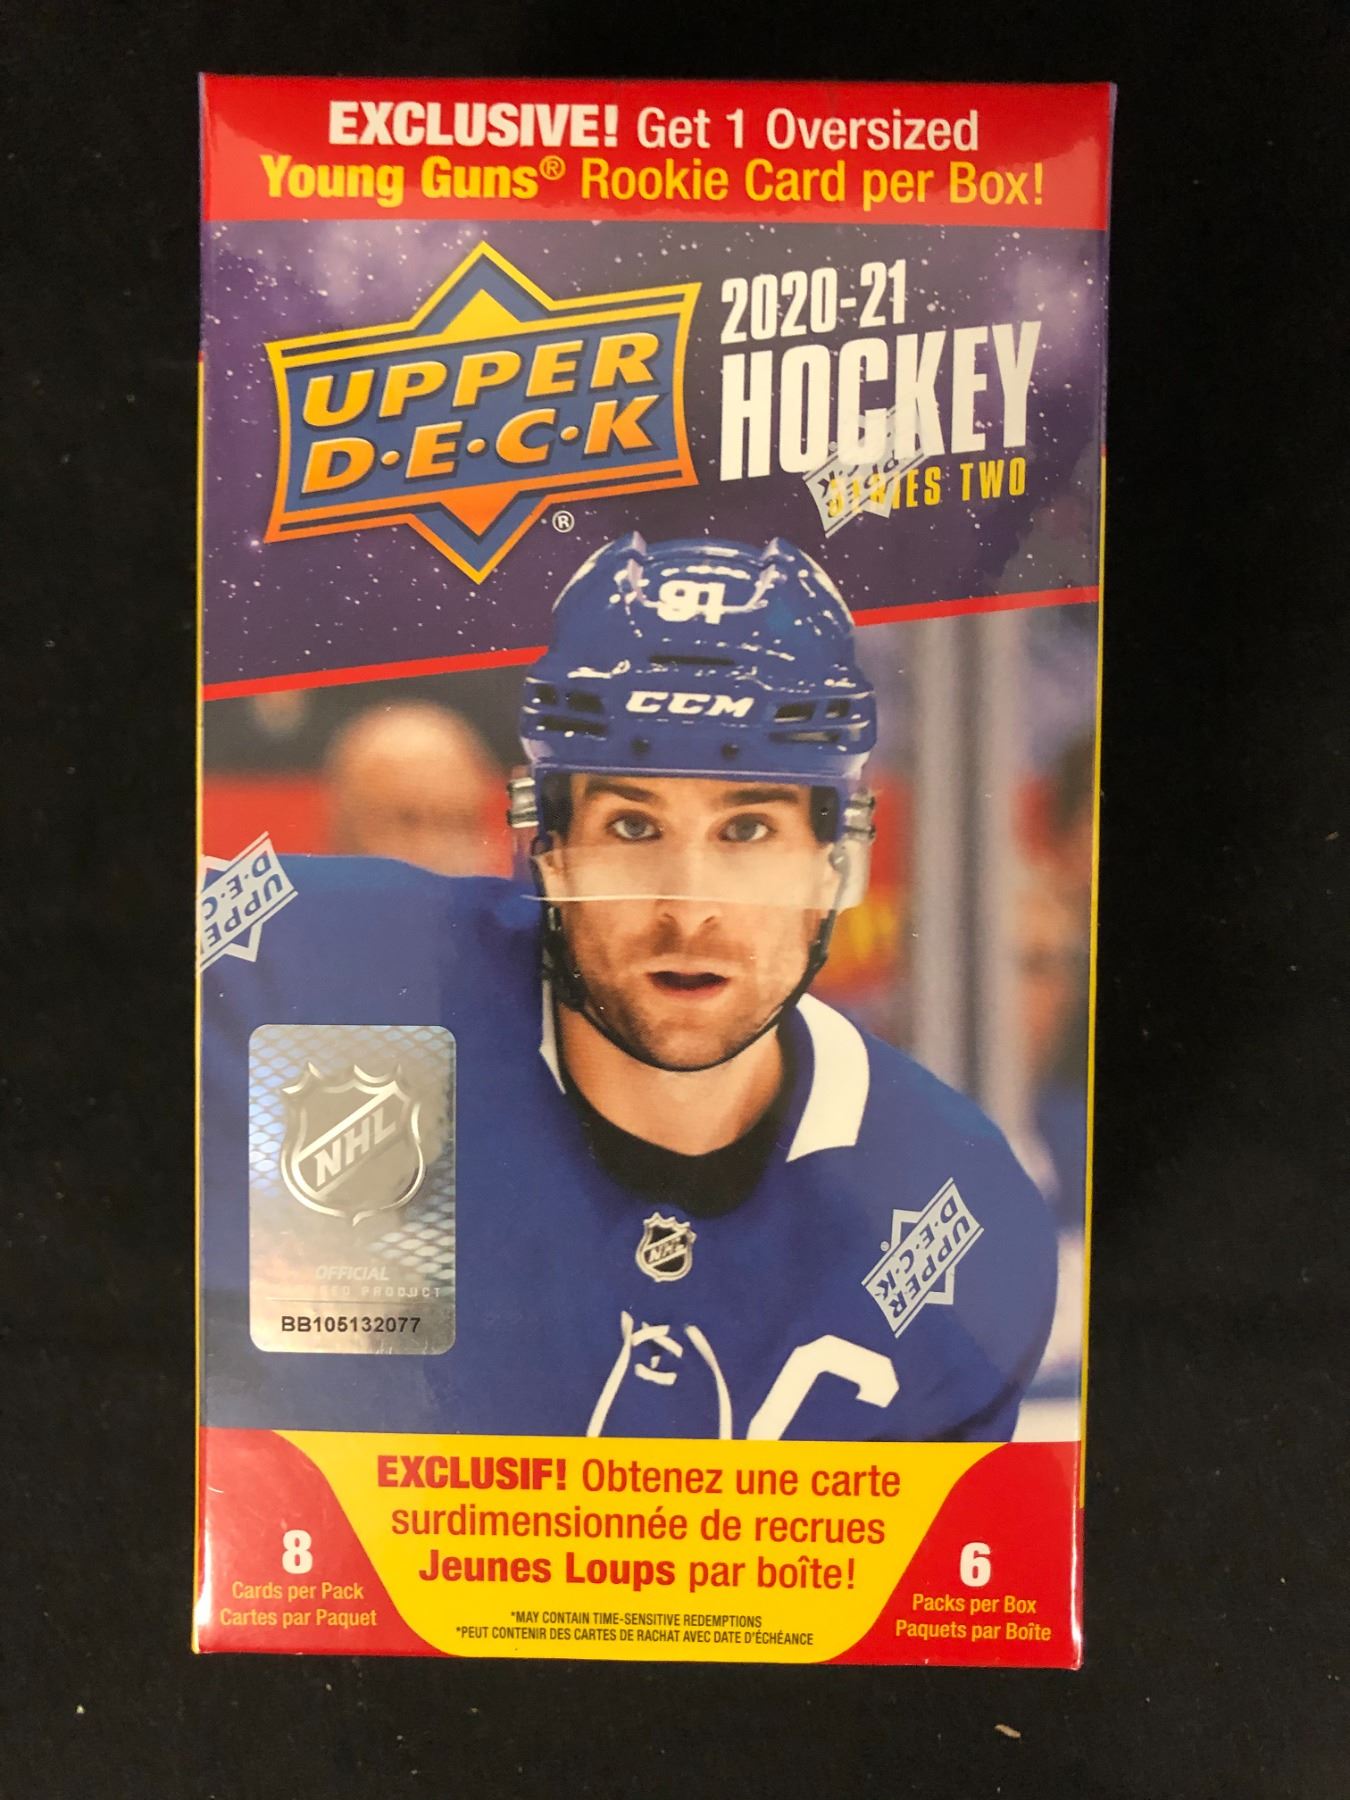 EXCLUSIVE! Get 1 Oversized
Young Guns® Rookie Card per Box!
UPPER
D·E·C·K
®
2020-21
HOCKEY
SERIES TWO
UPPER
D·E·C·K
91
CCM
UPPER
D·E·C
NHL
OFFICIAL
PRODUCT
BB105132077
NHL
UPPER
D·E·C·K
C
EXCLUSIF! Obtenez une carte
surdimensionnée de recrues
Jeunes Loups par boîte!
8
Cards per Pack
Cartes par Paquet
6
Packs per Box
Paquets par Boîte
*MAY CONTAIN TIME-SENSITIVE REDEMPTIONS
*PEUT CONTENIR DES CARTES DE RACHAT AVEC DATE D'ÉCHÉANCE